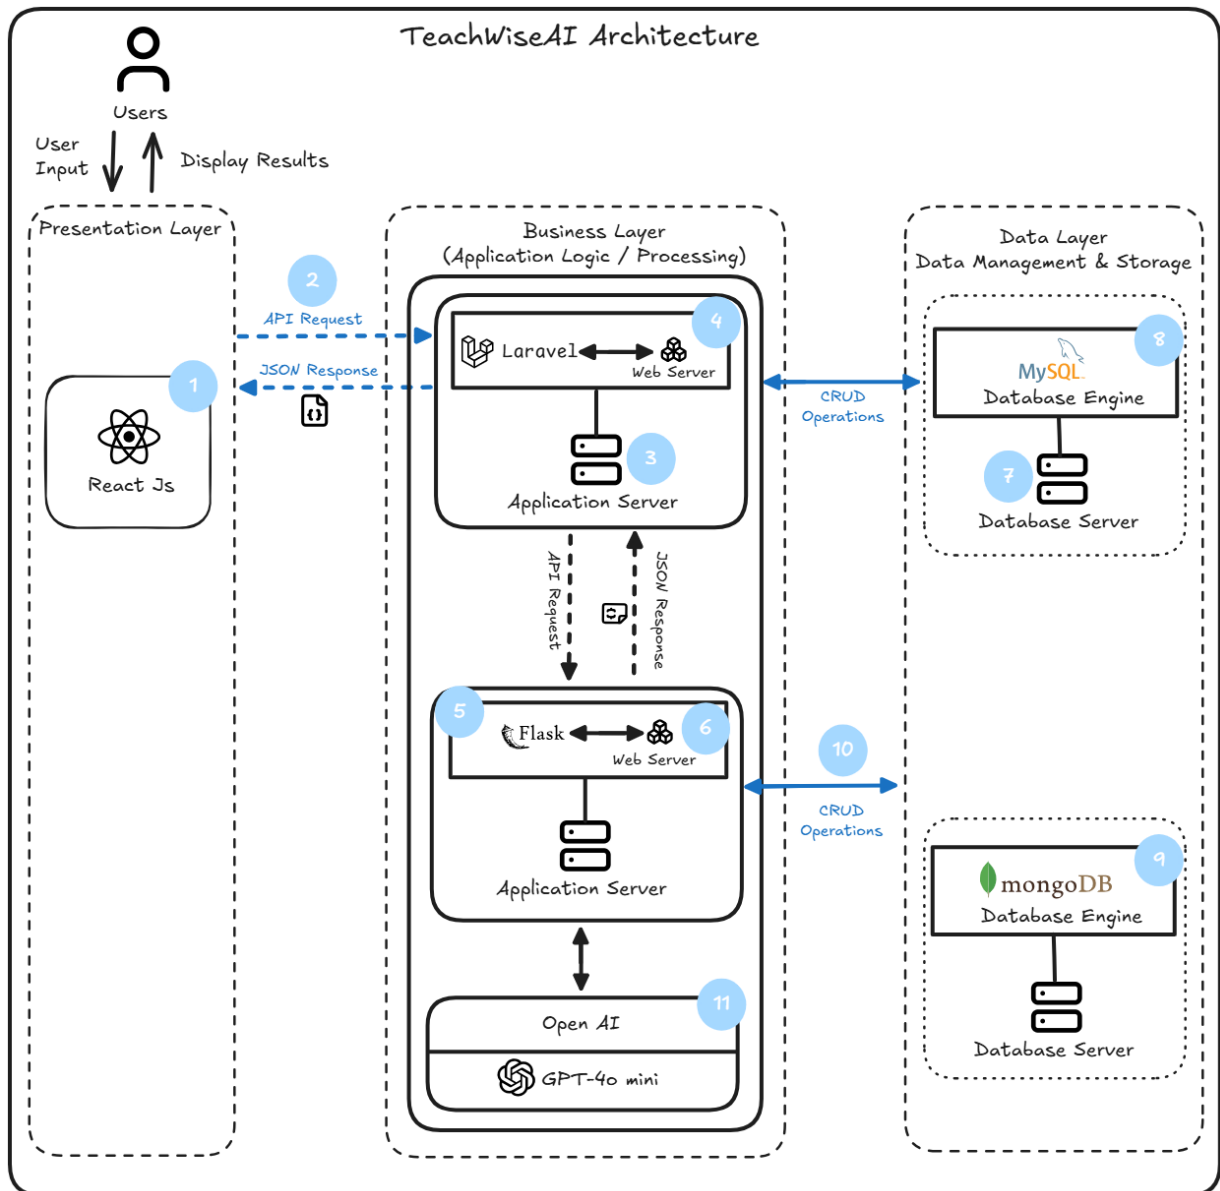 TeachWiseAI Architecture
Users
User
Input
Display Results
Presentation Layer
1
React Js
2
API Request
JSON Response
Business Layer
(Application Logic / Processing)
4
Laravel
Web Server
3
Application Server
API Request
JSON Response
5
Flask
6
Web Server
Application Server
11
Open AI
GPT-4o mini
CRUD
Operations
10
CRUD
Operations
Data Layer
Data Management & Storage
8
MySQL
Database Engine
7
Database Server
9
mongoDB
Database Engine
Database Server